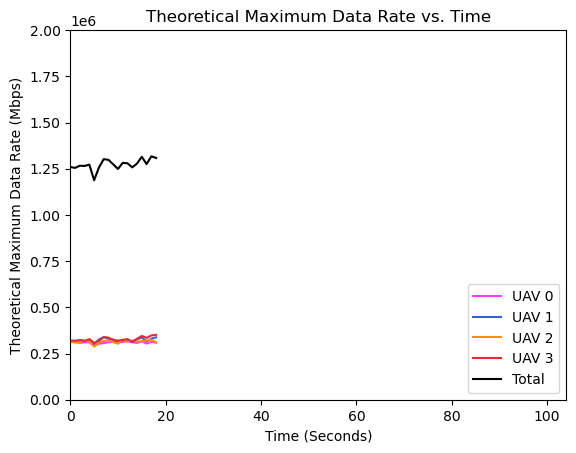 Theoretical Maximum Data Rate vs. Time
1e6
2.00
1.75
1.50
1.25
1.00
0.75
0.50
0.25
0.00
Theoretical Maximum Data Rate (Mbps)
0 20 40 60 80 100
Time (Seconds)
UAV 0
UAV 1
UAV 2
UAV 3
Total